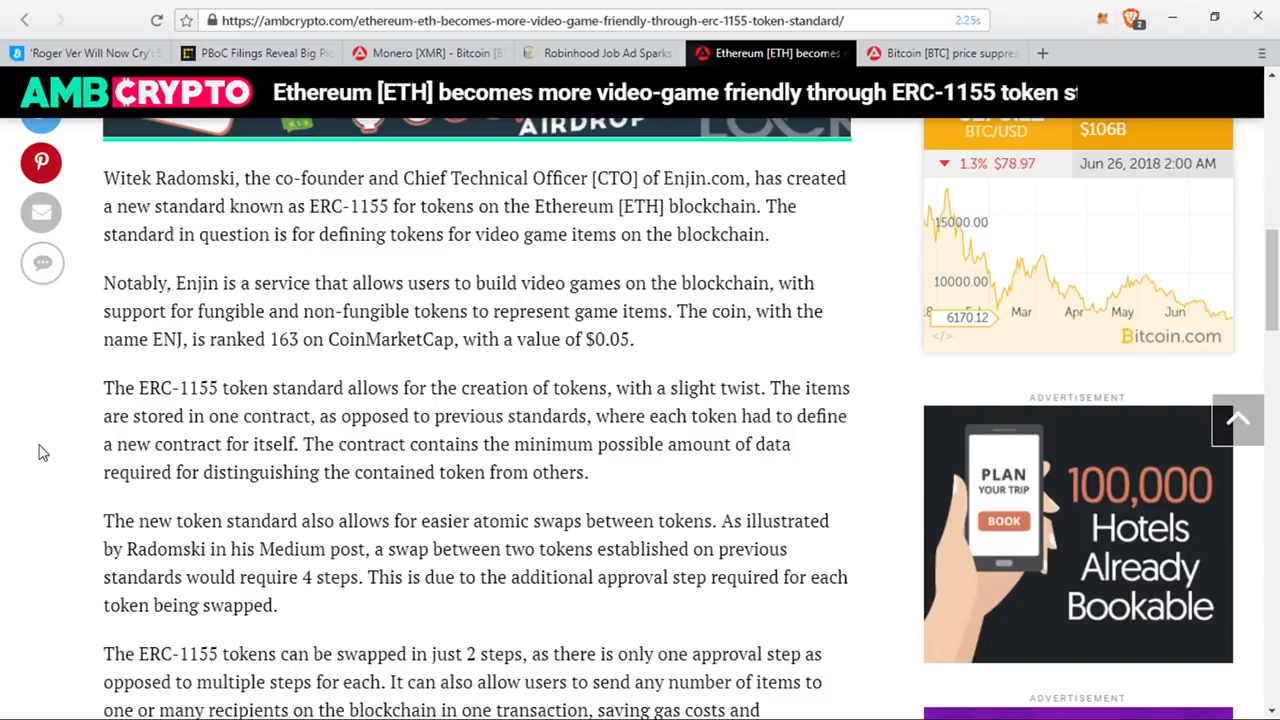 https://ambcrypto.com/ethereum-eth-becomes-more-video-game-friendly-through-erc-1155-token-standard/
2.25s
2
'Roger Ver Will Now Cry's
PBoC Filings Reveal Big Pic
Monero [XMR] - Bitcoin [B
Robinhood Job Ad Sparks
Ethereum [ETH] becomes
Bitcoin [BTC] price suppres
AMBCRYPTO
Ethereum [ETH] becomes more video-game friendly through ERC-1155 token s
AIRDROP
Witek Radomski, the co-founder and Chief Technical Officer [CTO] of Enjin.com, has created
a new standard known as ERC-1155 for tokens on the Ethereum [ETH] blockchain. The
standard in question is for defining tokens for video game items on the blockchain.
Notably, Enjin is a service that allows users to build video games on the blockchain, with
support for fungible and non-fungible tokens to represent game items. The coin, with the
name ENJ, is ranked 163 on CoinMarketCap, with a value of $0.05.
The ERC-1155 token standard allows for the creation of tokens, with a slight twist. The items
are stored in one contract, as opposed to previous standards, where each token had to define
a new contract for itself. The contract contains the minimum possible amount of data
required for distinguishing the contained token from others.
The new token standard also allows for easier atomic swaps between tokens. As illustrated
by Radomski in his Medium post, a swap between two tokens established on previous
standards would require 4 steps. This is due to the additional approval step required for each
token being swapped.
The ERC-1155 tokens can be swapped in just 2 steps, as there is only one approval step as
opposed to multiple steps for each. It can also allow users to send any number of items to
one or many recipients on the blockchain in one transaction, saving gas costs and
BTC/USD
$106B
1.3% $78.97
Jun 26, 2018 2:00 AM
15000.00
10000.00
6170.12
Mar
Apr
May
Jun
</>
Bitcoin.com
ADVERTISEMENT
PLAN
YOUR TRIP
BOOK
100,000
Hotels
Already
Bookable
ADVERTISEMENT